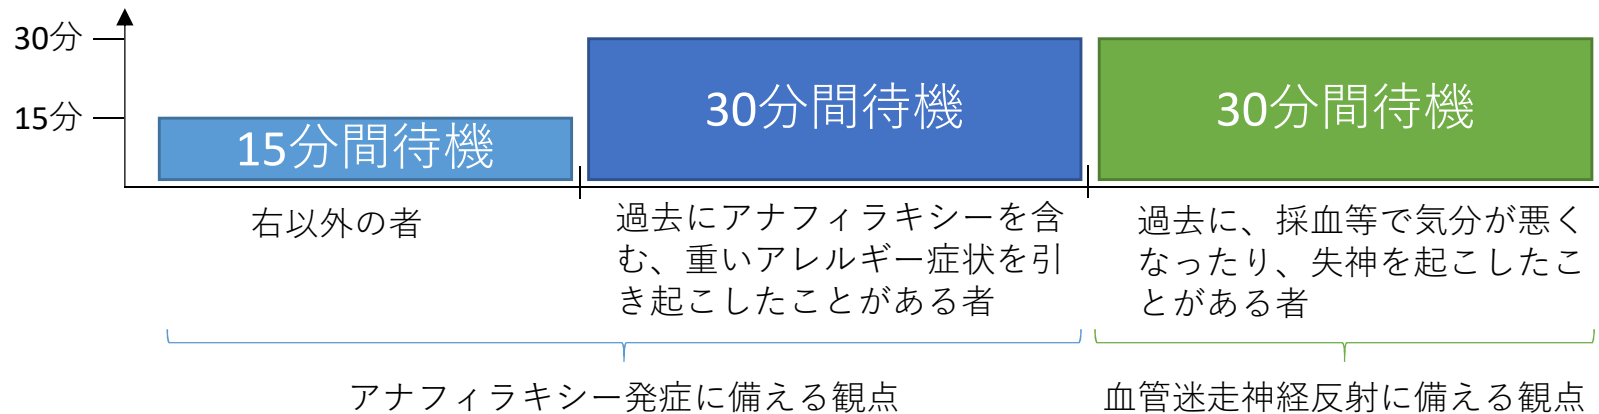 30分
15分
15分間待機
30分間待機
30分間待機
右以外の者
過去にアナフィラキシーを含
む、重いアレルギー症状を引
き起こしたことがある者
過去に、採血等で気分が悪く
なったり、失神を起こしたこ
とがある者
アナフィラキシー発症に備える観点
血管迷走神経反射に備える観点